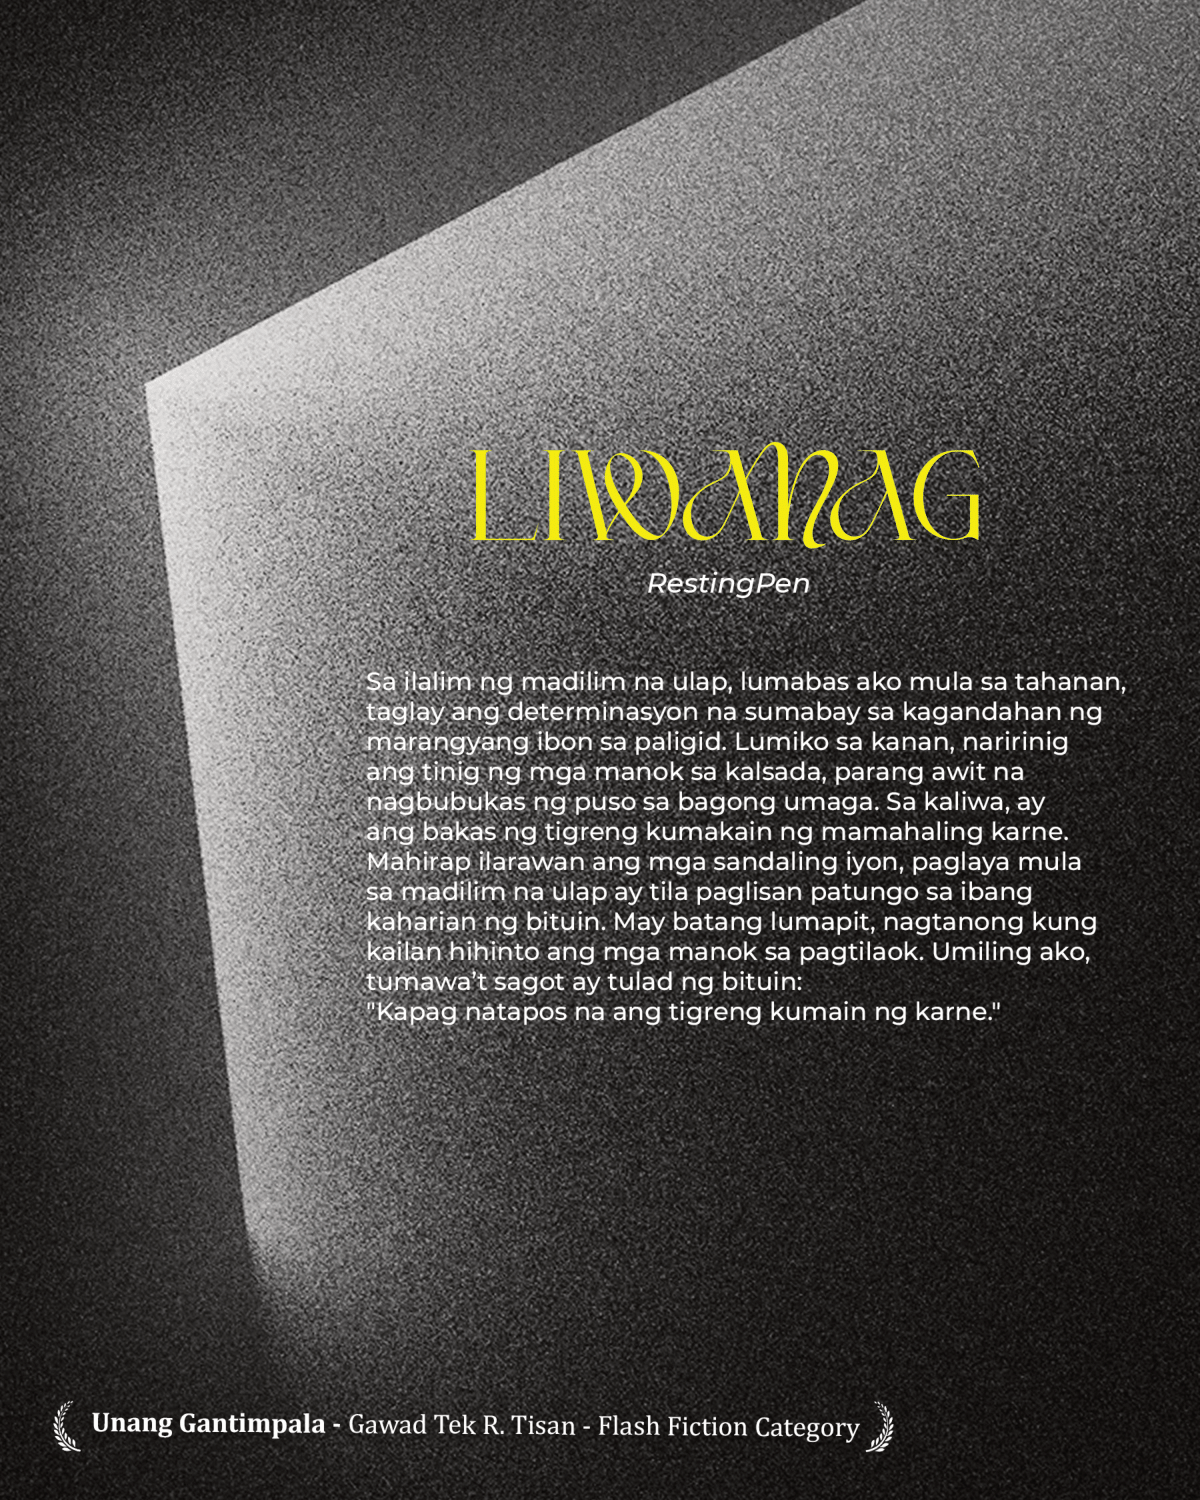 LIWANAG
RestingPen
Sa ilalim ng madilim na ulap, lumabas ako mula sa tahanan,
taglay ang determinasyon na sumabay sa kagandahan ng
marangyang ibon sa paligid. Lumiko sa kanan, naririnig
ang tinig ng mga manok sa kalsada, parang awit na
nagbubukas ng puso sa bagong umaga. Sa kaliwa, ay
ang bakas ng tigreng kumakain ng mamahaling karne.
Mahirap ilarawan ang mga sandaling iyon, paglaya mula
sa madilim na ulap ay tila paglisan patungo sa ibang
kaharian ng bituin. May batang lumapit, nagtanong kung
kailan hihinto ang mga manok sa pagtilaok. Umiling ako,
tumawa’t sagot ay tulad ng bituin:
"Kapag natapos na ang tigreng kumain ng karne."
Unang Gantimpala - Gawad Tek R. Tisan - Flash Fiction Category